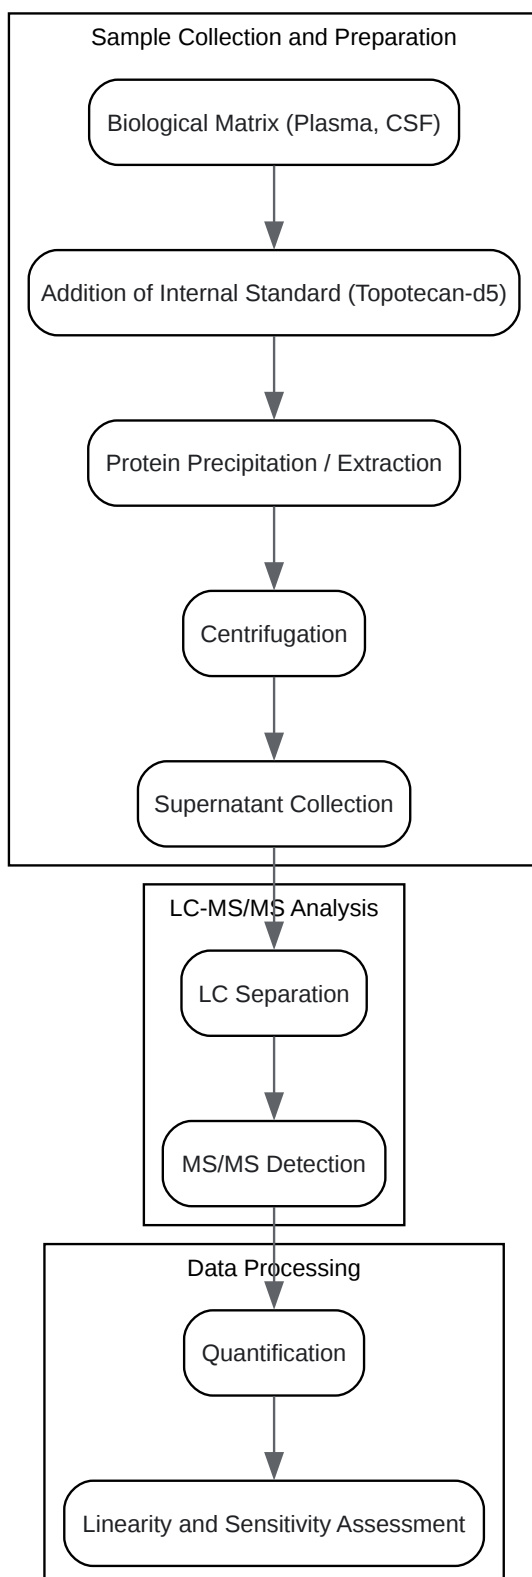 Sample Collection and Preparation
Biological Matrix (Plasma, CSF)
Addition of Internal Standard (Topotecan-d5)
Protein Precipitation / Extraction
Centrifugation
Supernatant Collection
LC-MS/MS Analysis
LC Separation
MS/MS Detection
Data Processing
Quantification
Linearity and Sensitivity Assessment